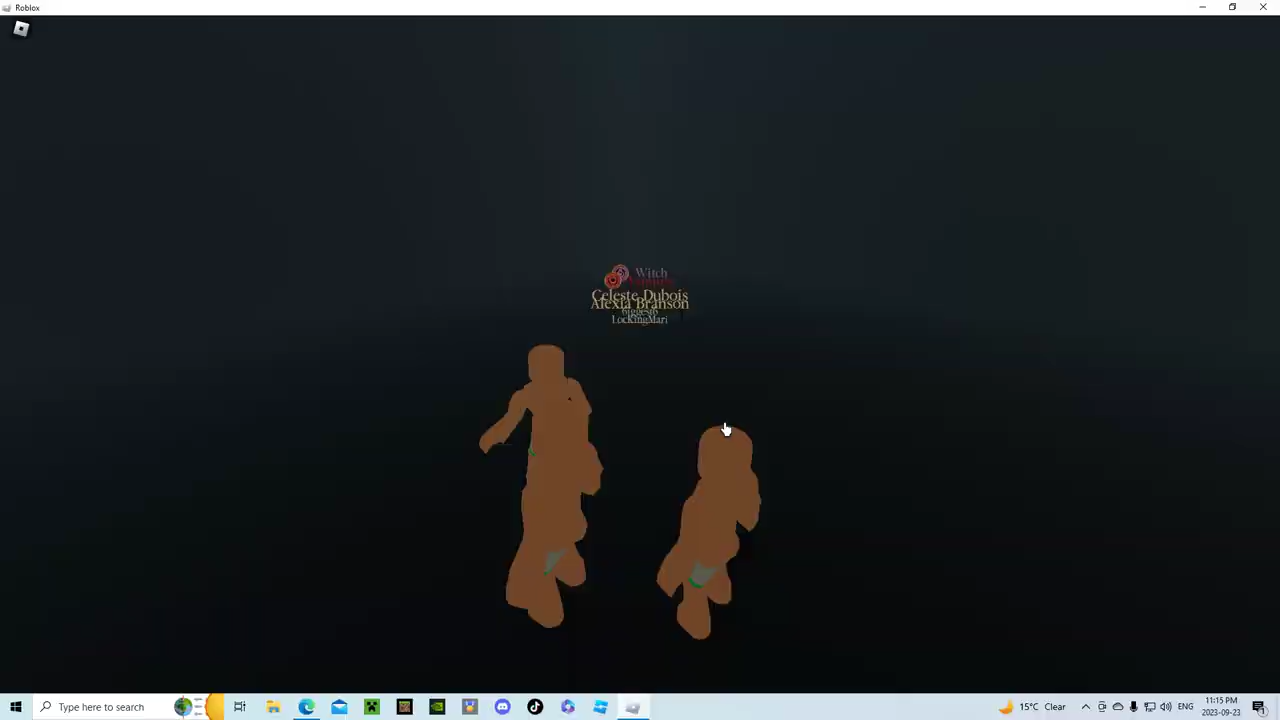 Roblox
Witch
Celeste Dubois
Alexia Branson
LocKingMari
Type here to search
15°C Clear
ENG
11:15 PM
2023-09-23